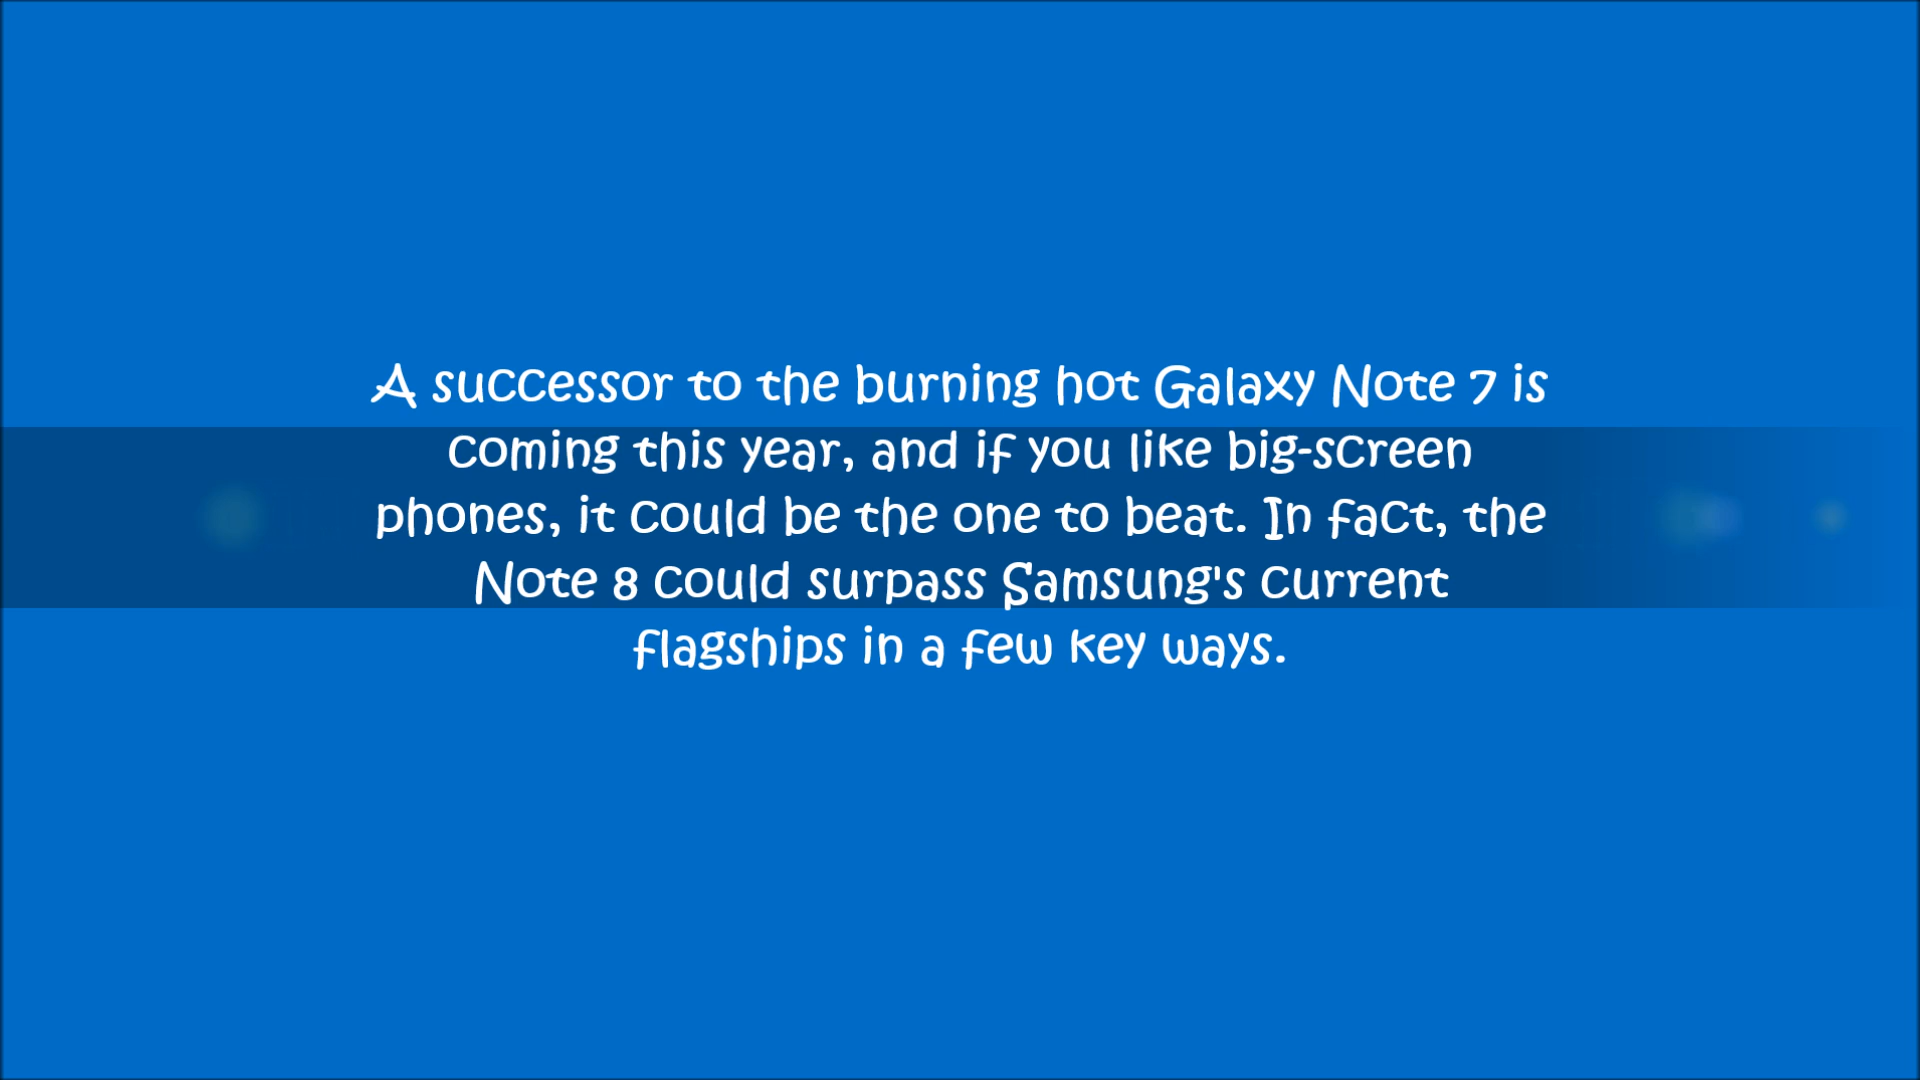 A successor to the burning hot Galaxy Note 7 is
coming this year, and if you like big-screen
phones, it could be the one to beat. In fact, the
Note 8 could surpass Samsung's current
flagships in a few key ways.